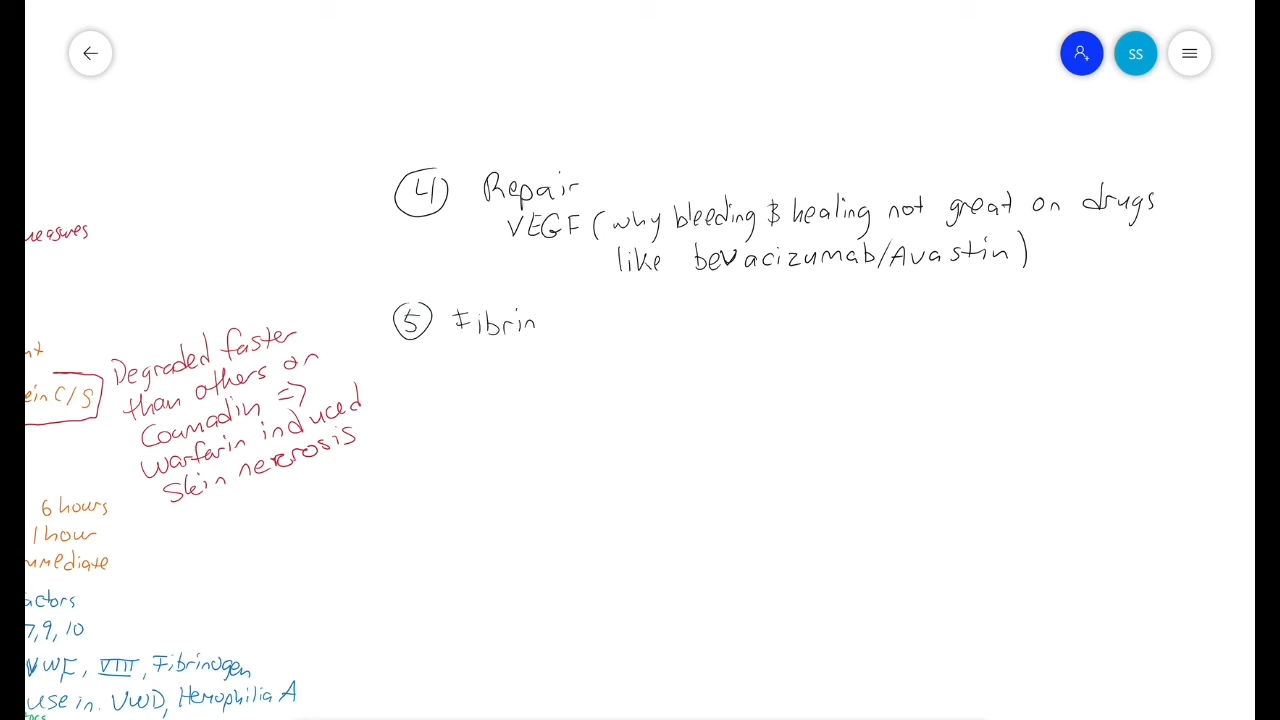 SS
④ Repair
VEGF (why bleeding & healing not great on drugs
like bevacizumab/Avastin)
⑤ Fibrin
easures
nt
ein C/S
Degraded faster
than others on
Coumadin =>
Warfarin induced
Skin necrosis
6 hours
1 hour
mmediate
actors
7, 9, 10
VWF, VIII, Fibrinogen
use in VWD, Hemophilia A